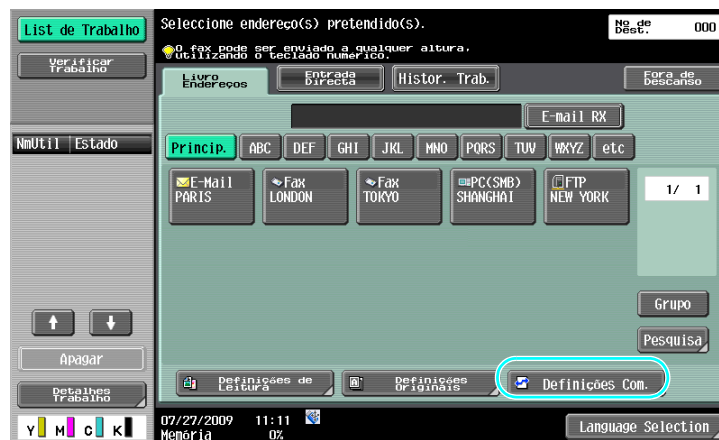 List de Trabalho
Seleccione endereço(S) pretendido(s).
Nº de
Dest.
000
O fax pode ser enviado a qualquer altura,
utilizando o teclado numérico.
Verificar
Trabalho
Livro
Endereços
Entrada
Directa
Histor. Trab.
Fora de
Descanso
E-mail RX
NmUtil
Estado
Princip.
ABC
DEF
GHI
JKL
MNO
PQRS
TUV
WXYZ
etc
E-Mail
PARIS
Fax
LONDON
Fax
TOKYO
PC(SMB)
SHANGHAI
FTP
NEW YORK
1/ 1
Grupo
Pesquisa
Apagar
Detalhes
Trabalho
Definições de
Leitura
Definições
Originais
Definições Com.
Y M C K
07/27/2009 11:11
Memória 0%
Language Selection